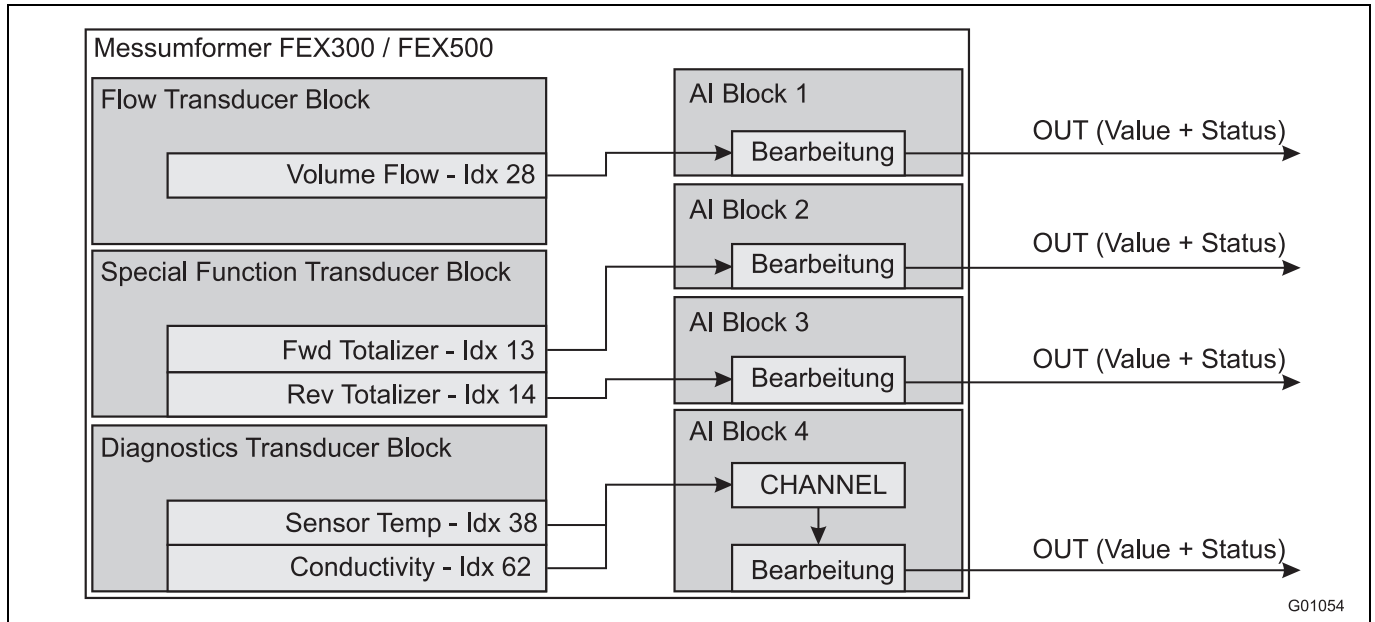 Messumformer FEX300 / FEX500
Flow Transducer Block
Volume Flow - Idx 28
Special Function Transducer Block
Fwd Totalizer - Idx 13
Rev Totalizer - Idx 14
Diagnostics Transducer Block
Sensor Temp - Idx 38
Conductivity - Idx 62
AI Block 1
Bearbeitung
OUT (Value + Status)
AI Block 2
Bearbeitung
OUT (Value + Status)
AI Block 3
Bearbeitung
OUT (Value + Status)
AI Block 4
CHANNEL
Bearbeitung
OUT (Value + Status)
G01054